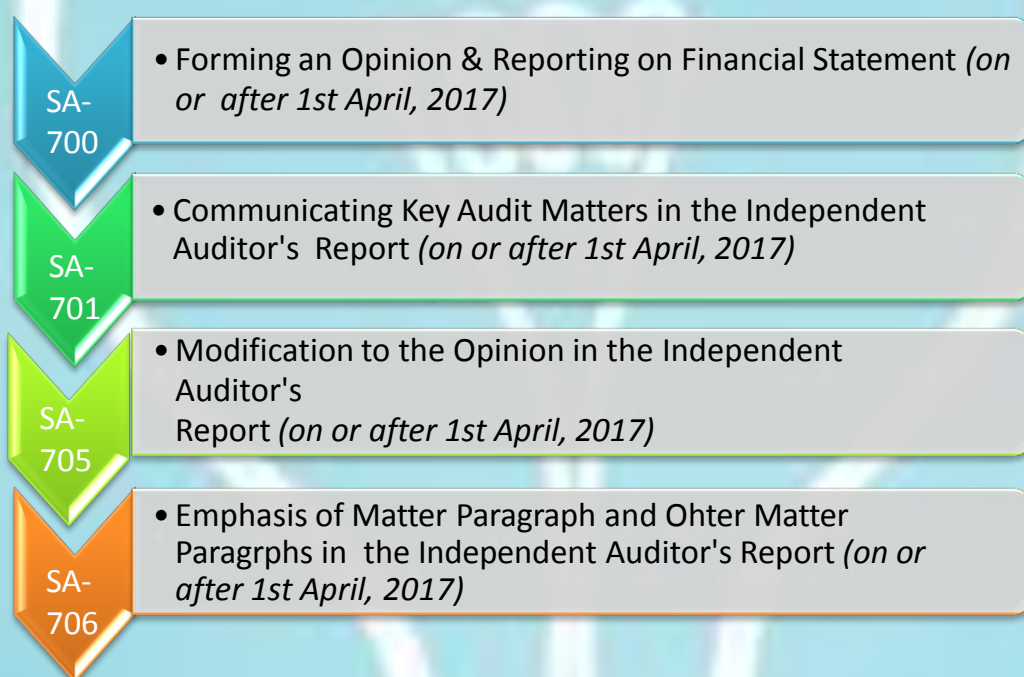 SA-
700
• Forming an Opinion & Reporting on Financial Statement (on
or after 1st April, 2017)
SA-
701
• Communicating Key Audit Matters in the Independent
Auditor's Report (on or after 1st April, 2017)
SA-
705
• Modification to the Opinion in the Independent
Auditor's
Report (on or after 1st April, 2017)
SA-
706
• Emphasis of Matter Paragraph and Ohter Matter
Paragrphs in the Independent Auditor's Report (on or
after 1st April, 2017)